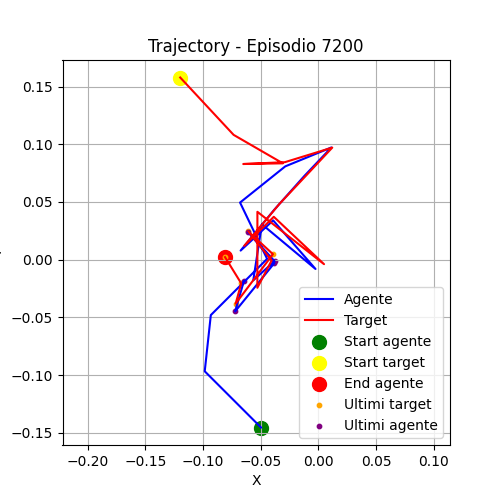 Trajectory - Episodio 7200
0.15
0.10
0.05
0.00
−0.05
−0.10
−0.15
Agente
Target
Start agente
Start target
End agente
Ultimi target
Ultimi agente
−0.20 −0.15 −0.10 −0.05 0.00 0.05 0.10
X